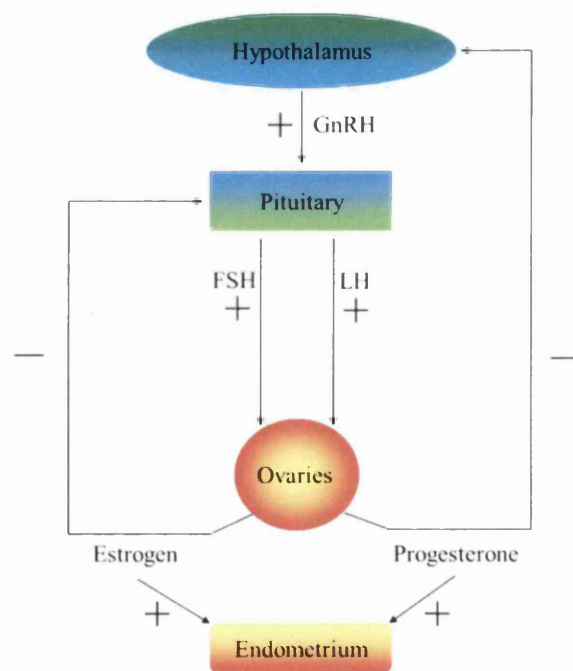 Hypothalamus
+ GnRH
Pituitary
FSH LH
+ +
— —
Ovaries
Estrogen Progesterone
+ +
Endometrium